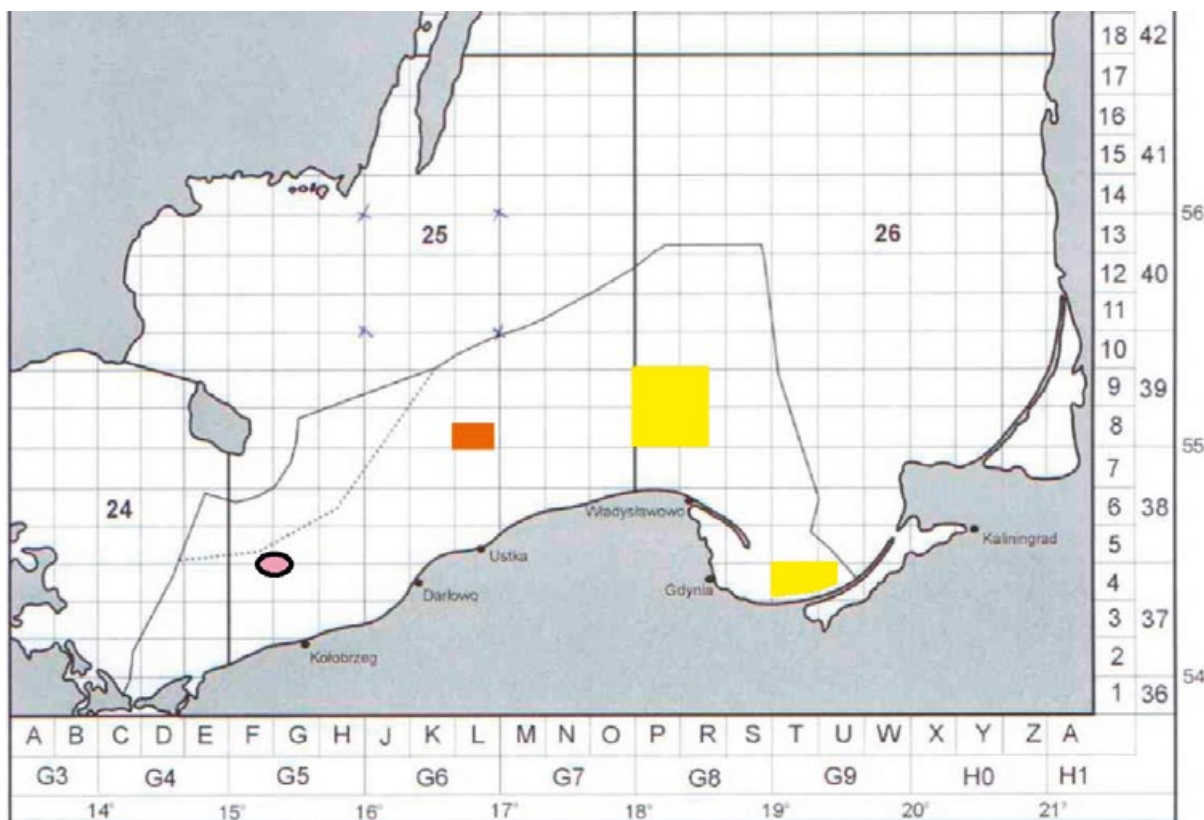 18 42
17
16
15 41
14
56
13
25
26
12 40
11
10
9 39
8
55
7
24
6 38
Władysławowo
5
Kaliningrad
Ustka
4
Gdynia
Darłowo
3 37
2
Kołobrzeg
1 36
54
A B C D E F G H J K L M N O P R S T U W X Y Z A
G3 G4 G5 G6 G7 G8 G9 H0 H1
14° 15° 16° 17° 18° 19° 20° 21°